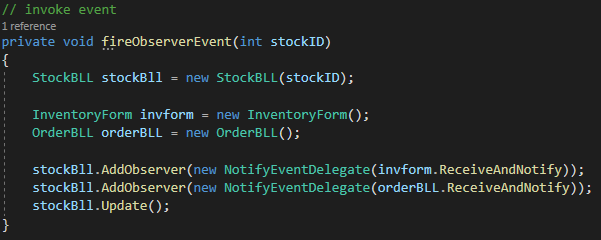 // invoke event
1 reference
private void fireObserverEvent(int stockID)
{
StockBLL stockBll = new StockBLL(stockID);
InventoryForm invform = new InventoryForm();
OrderBLL orderBLL = new OrderBLL();
stockBll.AddObserver(new NotifyEventDelegate(invform.ReceiveAndNotify));
stockBll.AddObserver(new NotifyEventDelegate(orderBLL.ReceiveAndNotify));
stockBll.Update();
}